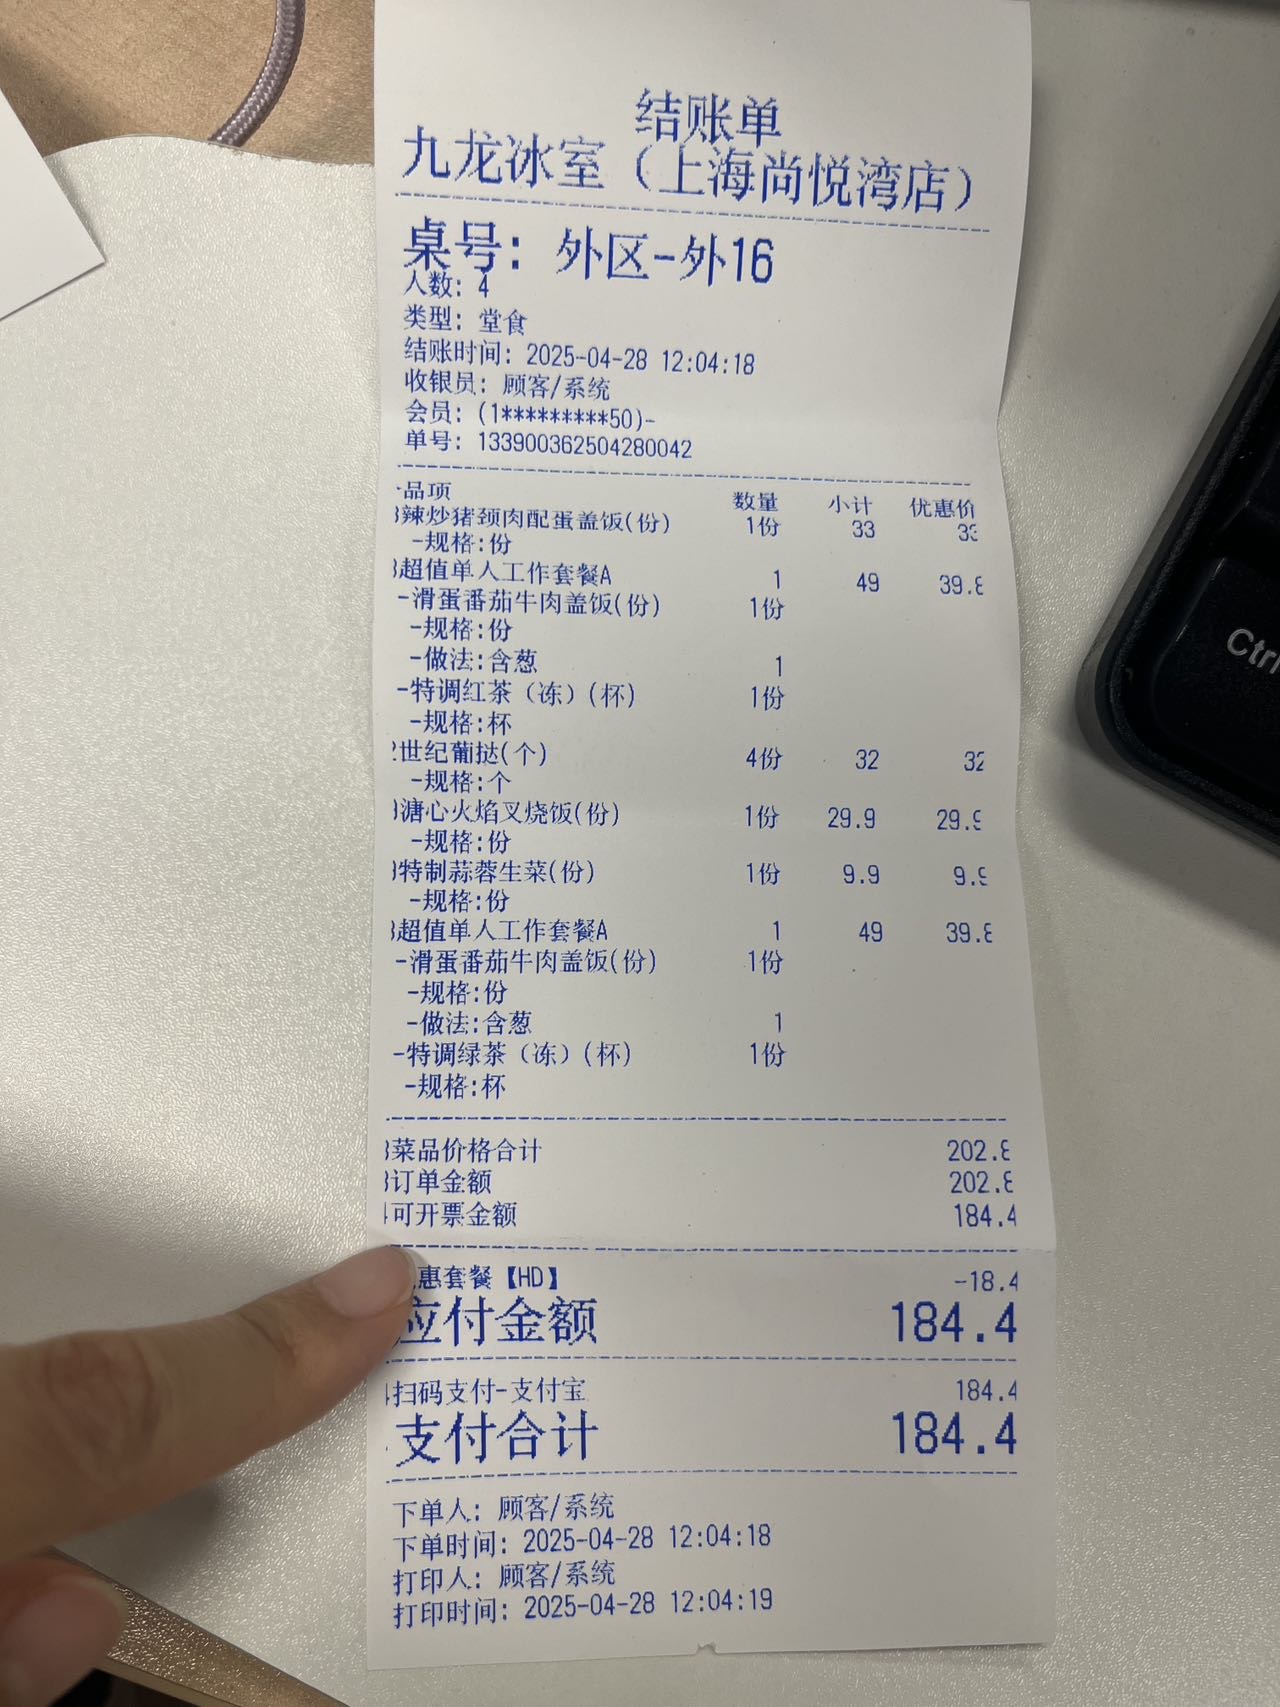 结账单
九龙冰室（上海尚悦湾店）
桌号: 外区-外16
人数: 4
类型: 堂食
结账时间: 2025-04-28 12:04:18
收银员: 顾客/系统
会员: (1*********50)-
单号: 133900362504280042
品项 数量 小计 优惠价
辣炒猪颈肉配蛋盖饭(份) 1份 33 33
-规格:份
超值单人工作套餐A 1 49 39.8
-滑蛋番茄牛肉盖饭(份) 1份
-规格:份
-做法:含葱 1
-特调红茶（冻）(杯) 1份
-规格:杯
世纪葡挞(个) 4份 32 32
-规格:个
溏心火焰叉烧饭(份) 1份 29.9 29.9
-规格:份
特制蒜蓉生菜(份) 1份 9.9 9.9
-规格:份
超值单人工作套餐A 1 49 39.8
-滑蛋番茄牛肉盖饭(份) 1份
-规格:份
-做法:含葱 1
-特调绿茶（冻）(杯) 1份
-规格:杯
菜品价格合计 202.8
订单金额 202.8
可开票金额 184.4
惠套餐【HD】 -18.4
应付金额 184.4
扫码支付-支付宝 184.4
支付合计 184.4
下单人: 顾客/系统
下单时间: 2025-04-28 12:04:18
打印人: 顾客/系统
打印时间: 2025-04-28 12:04:19
Ctrl